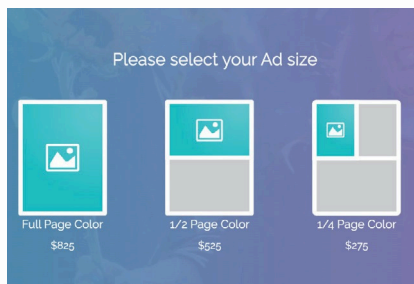 Please select your Ad size
Full Page Color
1/2 Page Color
1/4 Page Color
$825
$525
$275